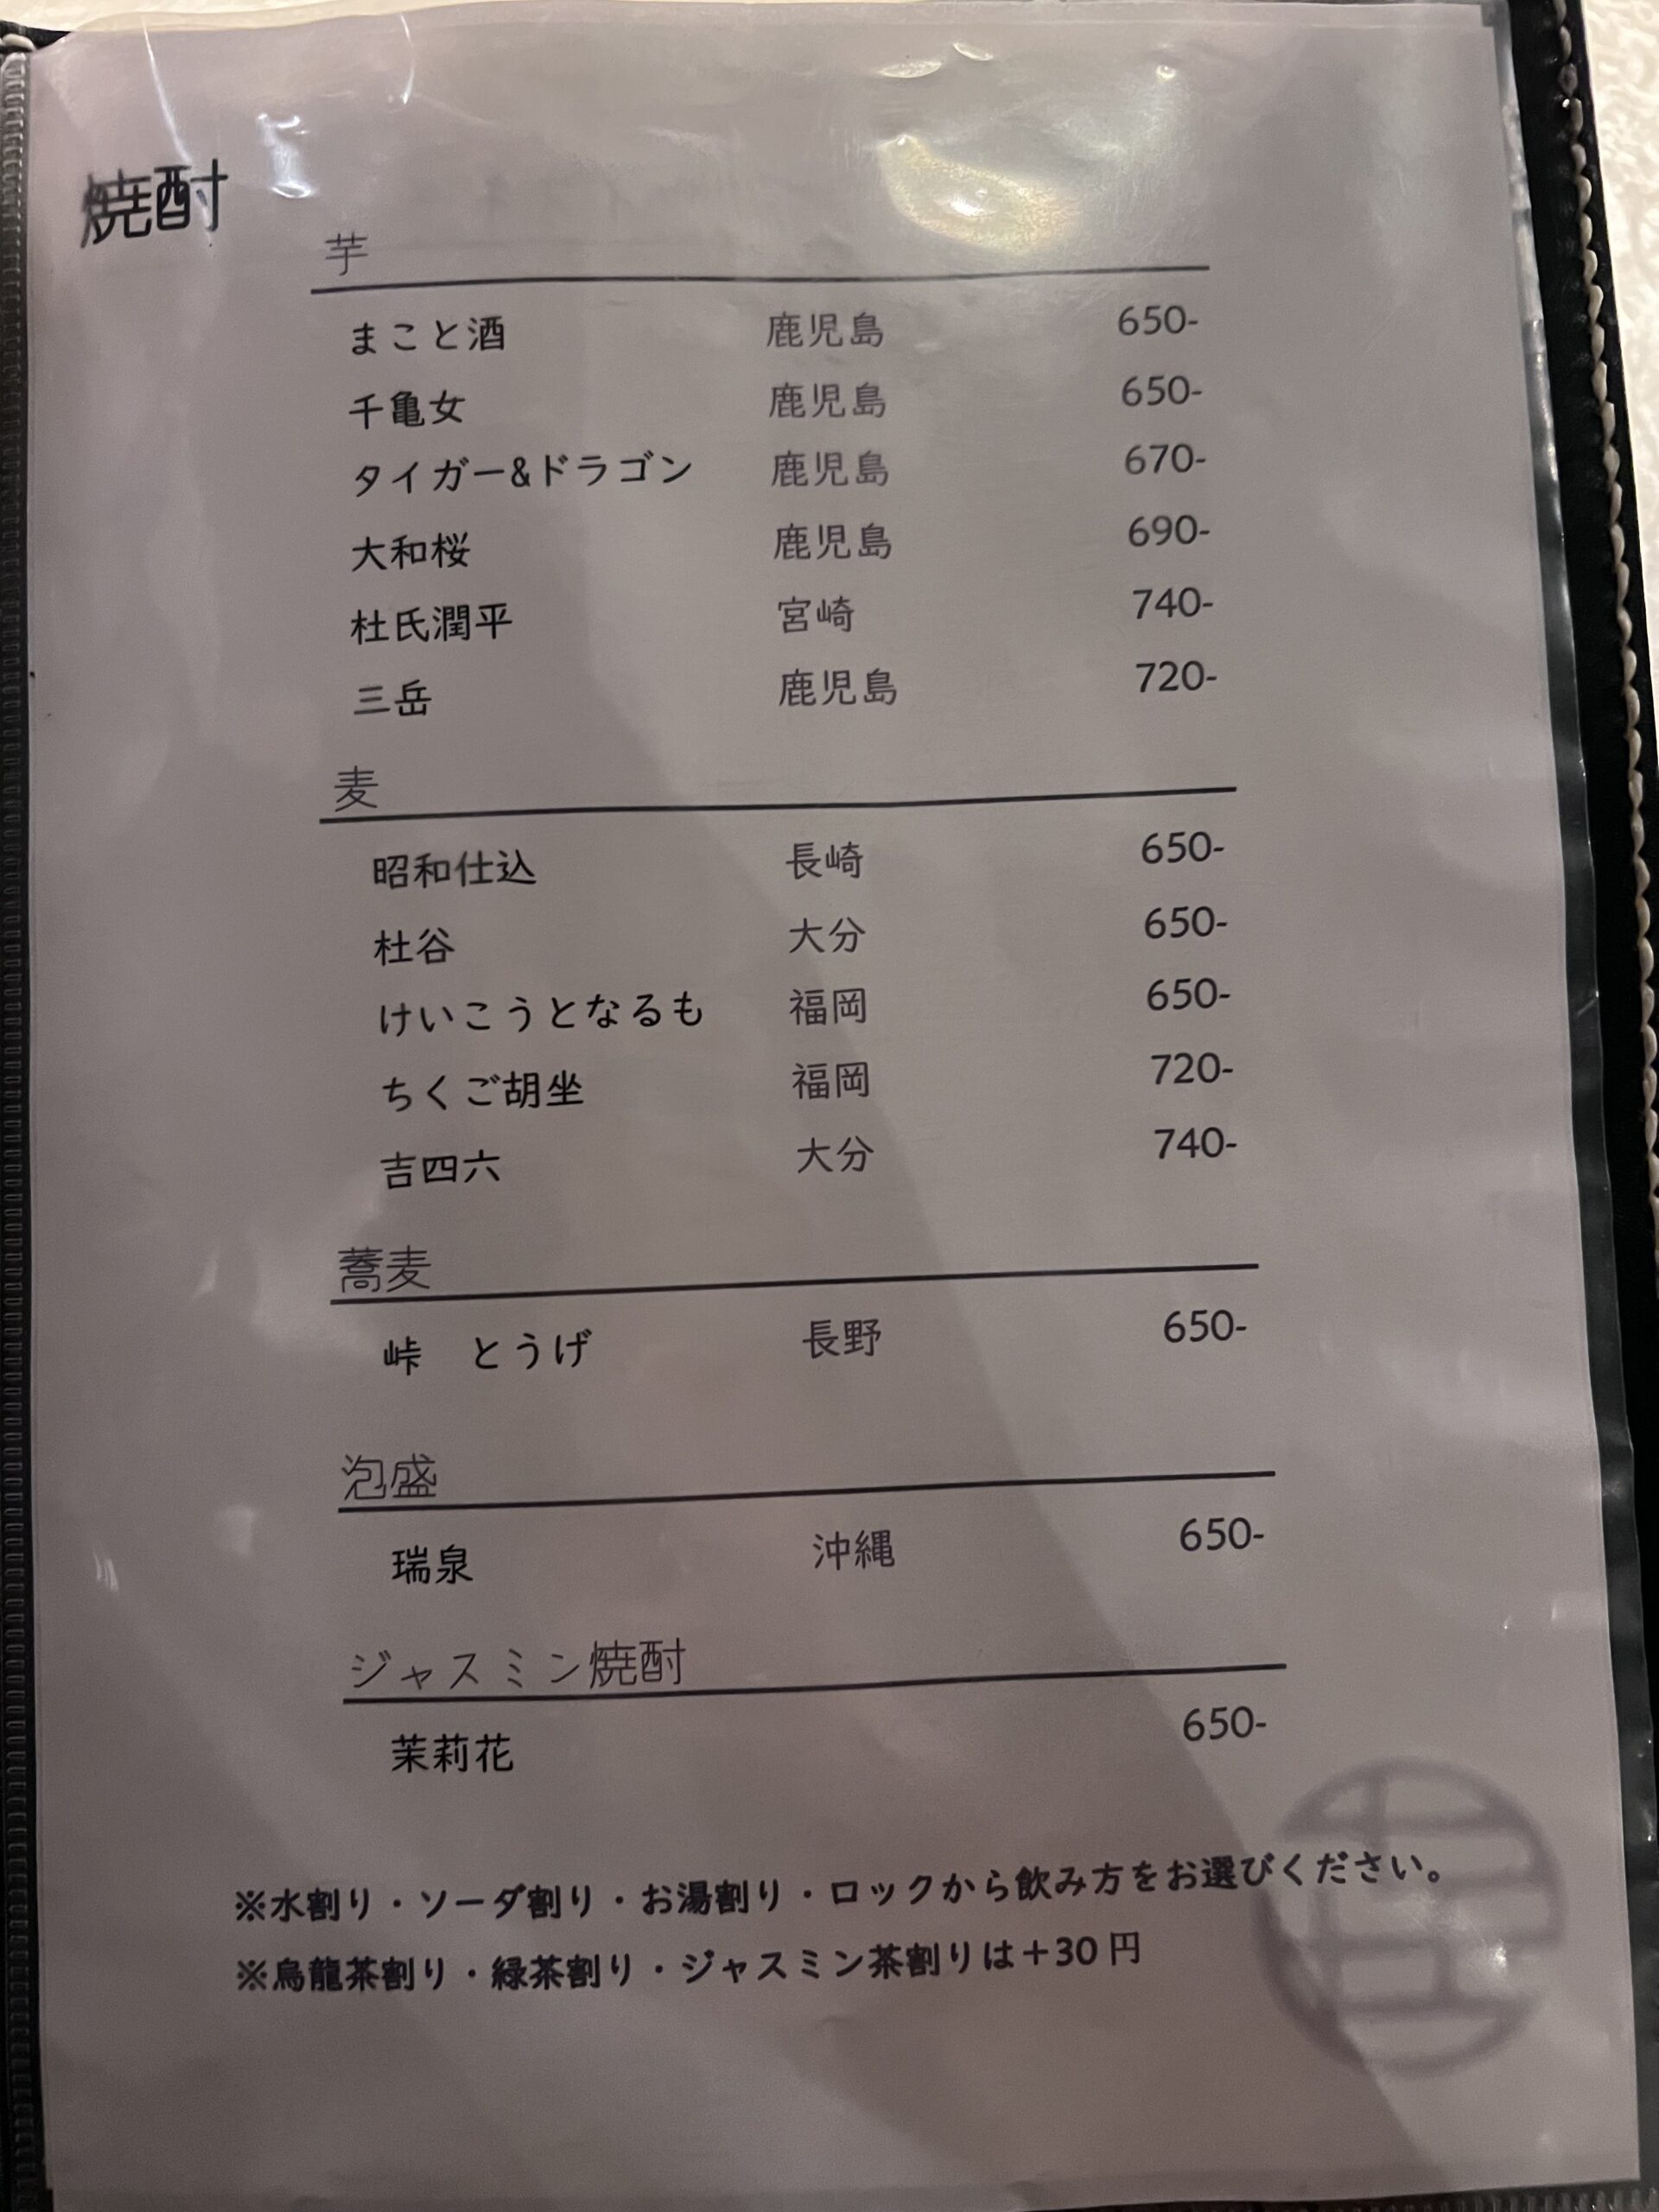 焼酎
芋
まこと酒 鹿児島 650-
千亀女 鹿児島 650-
タイガー&ドラゴン 鹿児島 670-
大和桜 鹿児島 690-
杜氏潤平 宮崎 740-
三岳 鹿児島 720-
麦
昭和仕込 長崎 650-
杜谷 大分 650-
けいこうとなるも 福岡 650-
ちくご胡坐 福岡 720-
吉四六 大分 740-
蕎麦
峠 とうげ 長野 650-
泡盛
瑞泉 沖縄 650-
ジャスミン焼酎
茉莉花 650-
※水割り・ソーダ割り・お湯割り・ロックから飲み方をお選びください。
※烏龍茶割り・緑茶割り・ジャスミン茶割りは＋30円